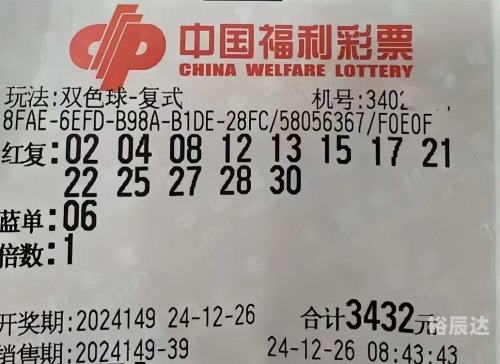 中国福利彩票
CHINA WELFARE LOTTERY
玩法:双色球-复式 机号:3402
8FAE-6EFD-B98A-B1DE-28FC/58056367/F0E0F
红复:02 04 08 12 13 15 17 21
22 25 27 28 30
蓝单:06
倍数:1
开奖期:2024149 24-12-26 合计3432元
销售期:2024149-39 24-12-26 08:43:43
裕辰达